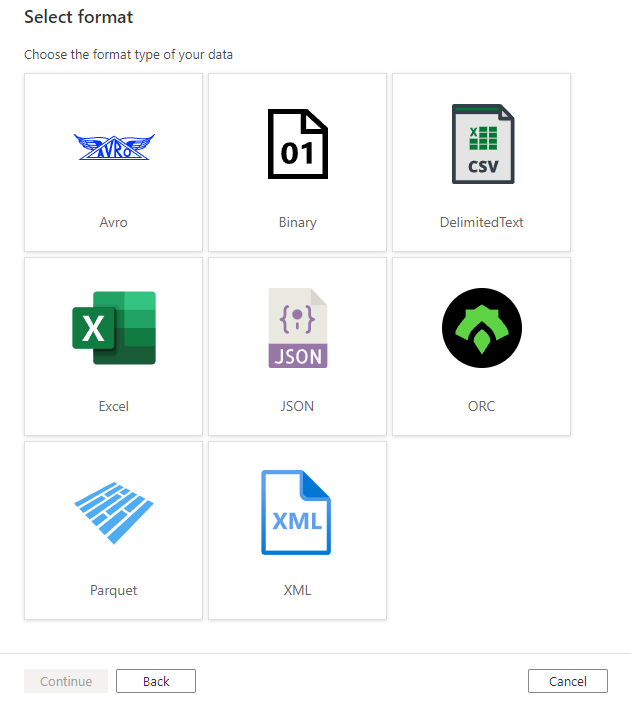 Select format
Choose the format type of your data
AVRO
01
X
CSV
Avro
Binary
DelimitedText
X
{ }
JSON
Excel
JSON
ORC
XML
Parquet
XML
Continue
Back
Cancel